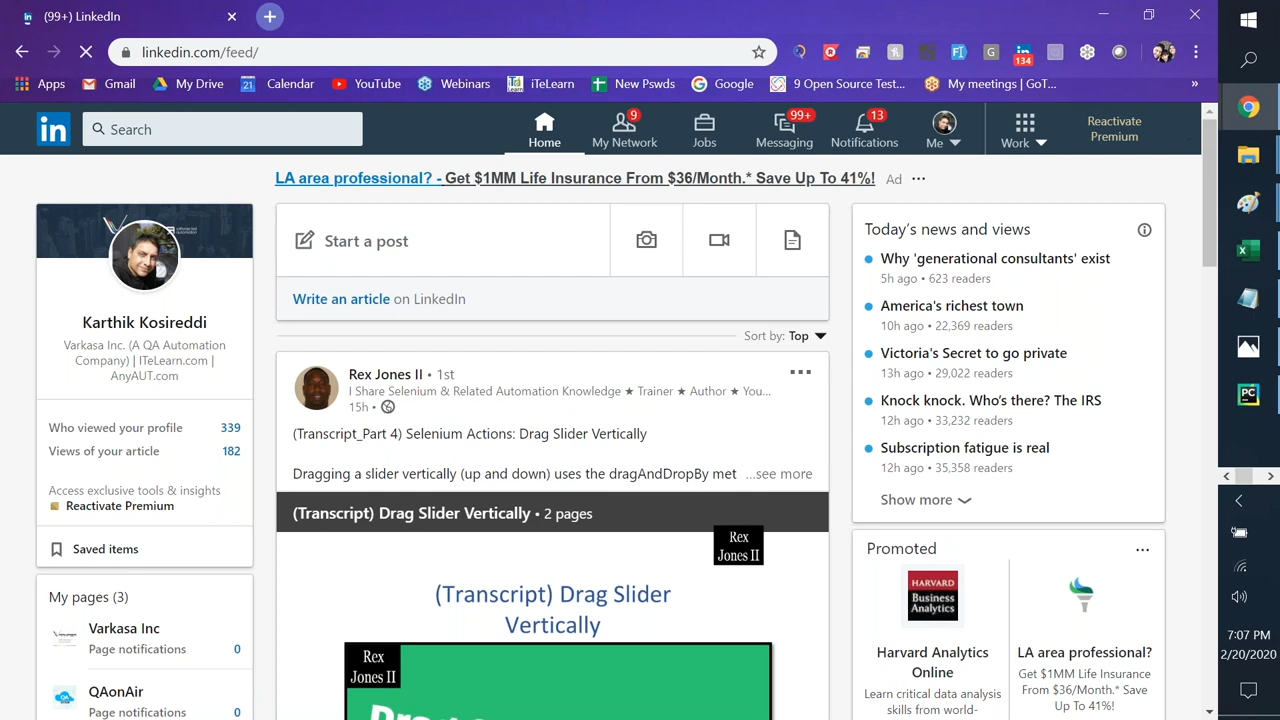 (99+) LinkedIn
linkedin.com/feed/
134
Apps
Gmail
My Drive
31
Calendar
YouTube
Webinars
iTeLearn
New Pswds
Google
9 Open Source Test...
My meetings | GoT...
»
in
Search
Home
9
My Network
Jobs
99+
Messaging
13
Notifications
Me
Work
Reactivate
Premium
LA area professional? - Get $1MM Life Insurance From $36/Month.* Save Up To 41%!
Ad
Karthik Kosireddi
Varkasa Inc. (A QA Automation
Company) | ITeLearn.com |
AnyAUT.com
Who viewed your profile
339
Views of your article
182
Access exclusive tools & insights
Reactivate Premium
Saved items
My pages (3)
Varkasa Inc
Page notifications
0
QAonAir
Page notifications
0
Start a post
Write an article on LinkedIn
Sort by: Top
Rex Jones II • 1st
I Share Selenium & Related Automation Knowledge ★ Trainer ★ Author ★ You...
15h •
(Transcript_Part 4) Selenium Actions: Drag Slider Vertically
Dragging a slider vertically (up and down) uses the dragAndDropBy met ...see more
(Transcript) Drag Slider Vertically • 2 pages
Rex
Jones II
(Transcript) Drag Slider
Vertically
Rex
Jones II
Today's news and views
Why 'generational consultants' exist
5h ago • 623 readers
America's richest town
10h ago • 22,369 readers
Victoria's Secret to go private
13h ago • 29,022 readers
Knock knock. Who's there? The IRS
12h ago • 33,232 readers
Subscription fatigue is real
12h ago • 35,358 readers
Show more
Promoted
HARVARD
Business
Analytics
Harvard Analytics
Online
Learn critical data analysis
skills from world-
LA area professional?
Get $1MM Life Insurance
From $36/Month.* Save
Up To 41%!
PC
7:07 PM
2/20/2020